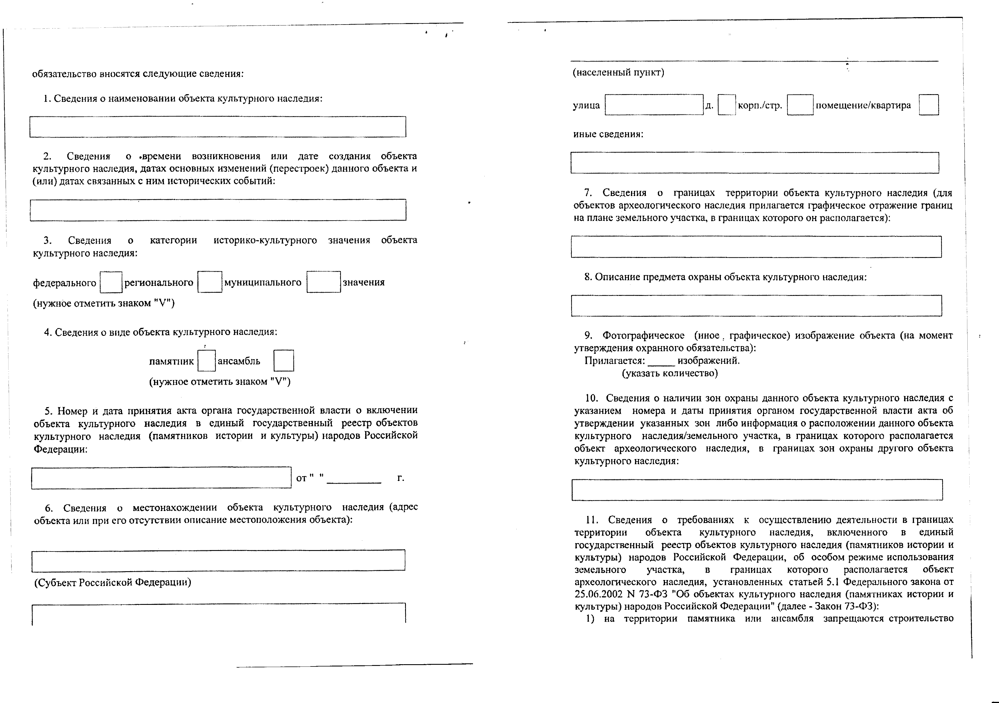 обязательство вносятся следующие сведения:
1. Сведения о наименовании объекта культурного наследия:
2. Сведения о времени возникновения или дате создания объекта
культурного наследия, датах основных изменений (перестроек) данного объекта и
(или) датах связанных с ним исторических событий:
3. Сведения о категории историко-культурного значения объекта
культурного наследия:
федерального регионального муниципального значения
(нужное отметить знаком "V")
4. Сведения о виде объекта культурного наследия:
памятник ансамбль
(нужное отметить знаком "V")
5. Номер и дата принятия акта органа государственной власти о включении
объекта культурного наследия в единый государственный реестр объектов
культурного наследия (памятников истории и культуры) народов Российской
Федерации:
от " " ________ г.
6. Сведения о местонахождении объекта культурного наследия (адрес
объекта или при его отсутствии описание местоположения объекта):
(Субъект Российской Федерации)
(населенный пункт)
улица д. корп./стр. помещение/квартира
иные сведения:
7. Сведения о границах территории объекта культурного наследия (для
объектов археологического наследия прилагается графическое отражение границ
на плане земельного участка, в границах которого он располагается):
8. Описание предмета охраны объекта культурного наследия:
9. Фотографическое (иное графическое) изображение объекта (на момент
утверждения охранного обязательства):
Прилагается: ____ изображений.
(указать количество)
10. Сведения о наличии зон охраны данного объекта культурного наследия с
указанием номера и даты принятия органом государственной власти акта об
утверждении указанных зон либо информация о расположении данного объекта
культурного наследия/земельного участка, в границах которого располагается
объект археологического наследия, в границах зон охраны другого объекта
культурного наследия:
11. Сведения о требованиях к осуществлению деятельности в границах
территории объекта культурного наследия, включенного в единый
государственный реестр объектов культурного наследия (памятников истории и
культуры) народов Российской Федерации, об особом режиме использования
земельного участка, в границах которого располагается объект
археологического наследия, установленных статьей 5.1 Федерального закона от
25.06.2002 N 73-ФЗ "Об объектах культурного наследия (памятниках истории и
культуры) народов Российской Федерации" (далее - Закон 73-ФЗ):
1) на территории памятника или ансамбля запрещаются строительство